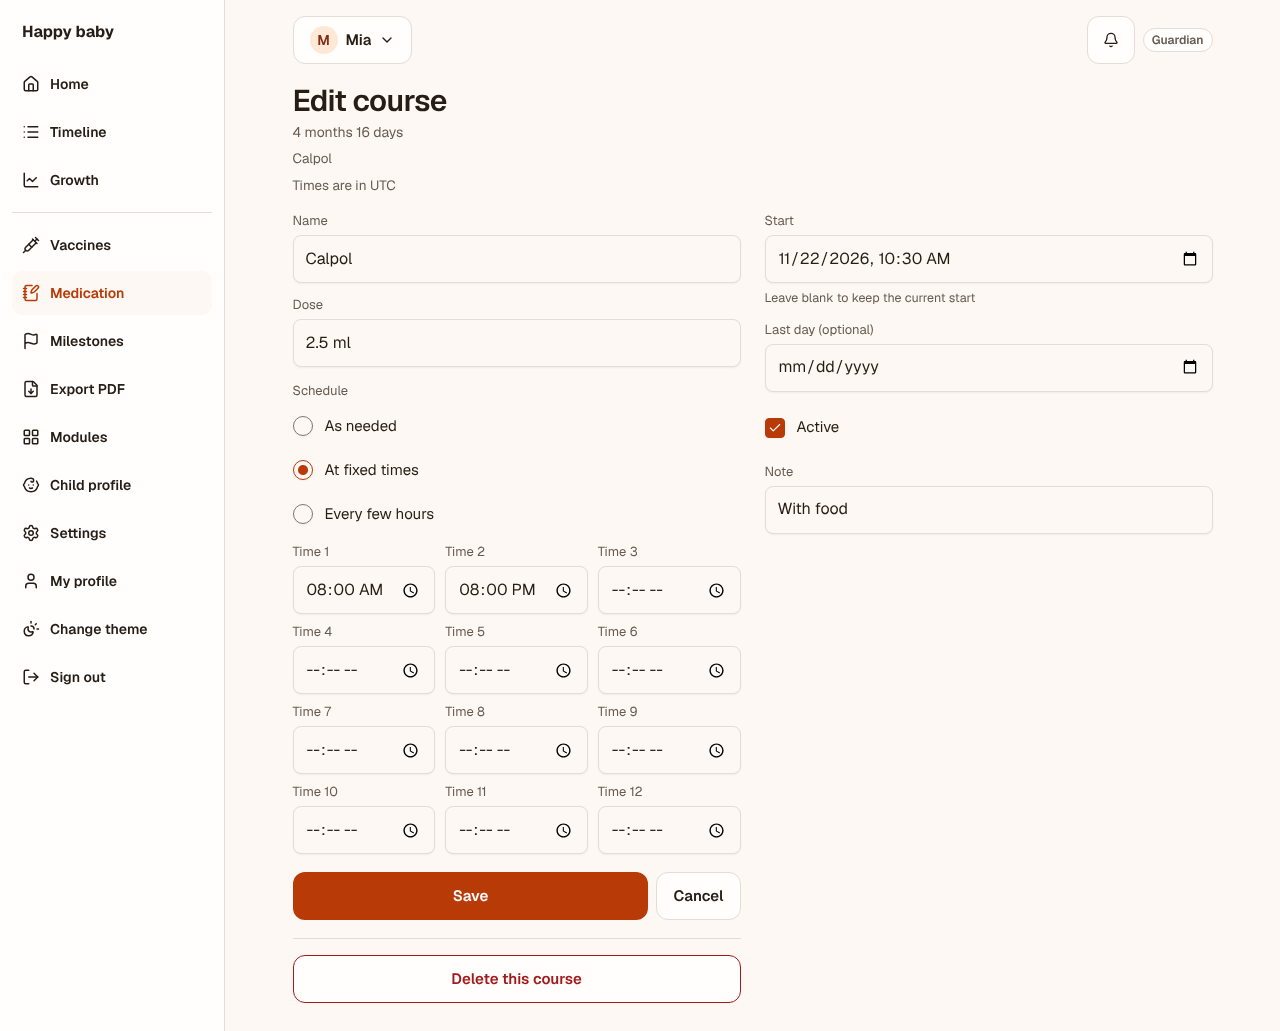 Happy baby
Home
Timeline
Growth
Vaccines
Medication
Milestones
Export PDF
Modules
Child profile
Settings
My profile
Change theme
Sign out
M Mia
Guardian
Edit course
4 months 16 days
Calpol
Times are in UTC
Name
Calpol
Dose
2.5 ml
Schedule
As needed
At fixed times
Every few hours
Time 1 Time 2 Time 3
08:00 AM 08:00 PM --:-- --
Time 4 Time 5 Time 6
--:-- -- --:-- -- --:-- --
Time 7 Time 8 Time 9
--:-- -- --:-- -- --:-- --
Time 10 Time 11 Time 12
--:-- -- --:-- -- --:-- --
Save Cancel
Delete this course
Start
11/22/2026, 10:30 AM
Leave blank to keep the current start
Last day (optional)
mm/dd/yyyy
Active
Note
With food